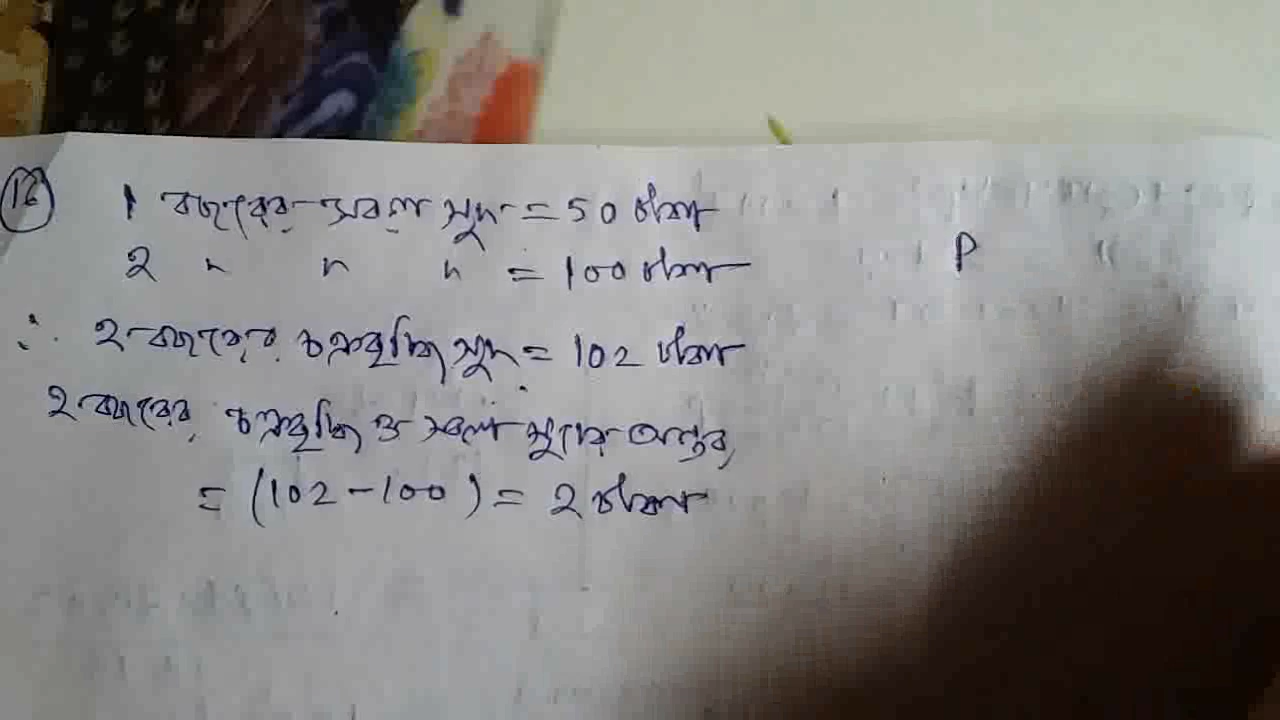 16 1 বছরের সরল সুদ = 50 টাকা
2 " " " = 100 টাকা P
∴ 2 বছরের চক্রবৃদ্ধি সুদ = 102 টাকা
2 বছরের চক্রবৃদ্ধি ও সরল সুদের অন্তর,
= (102 - 100) = 2 টাকা